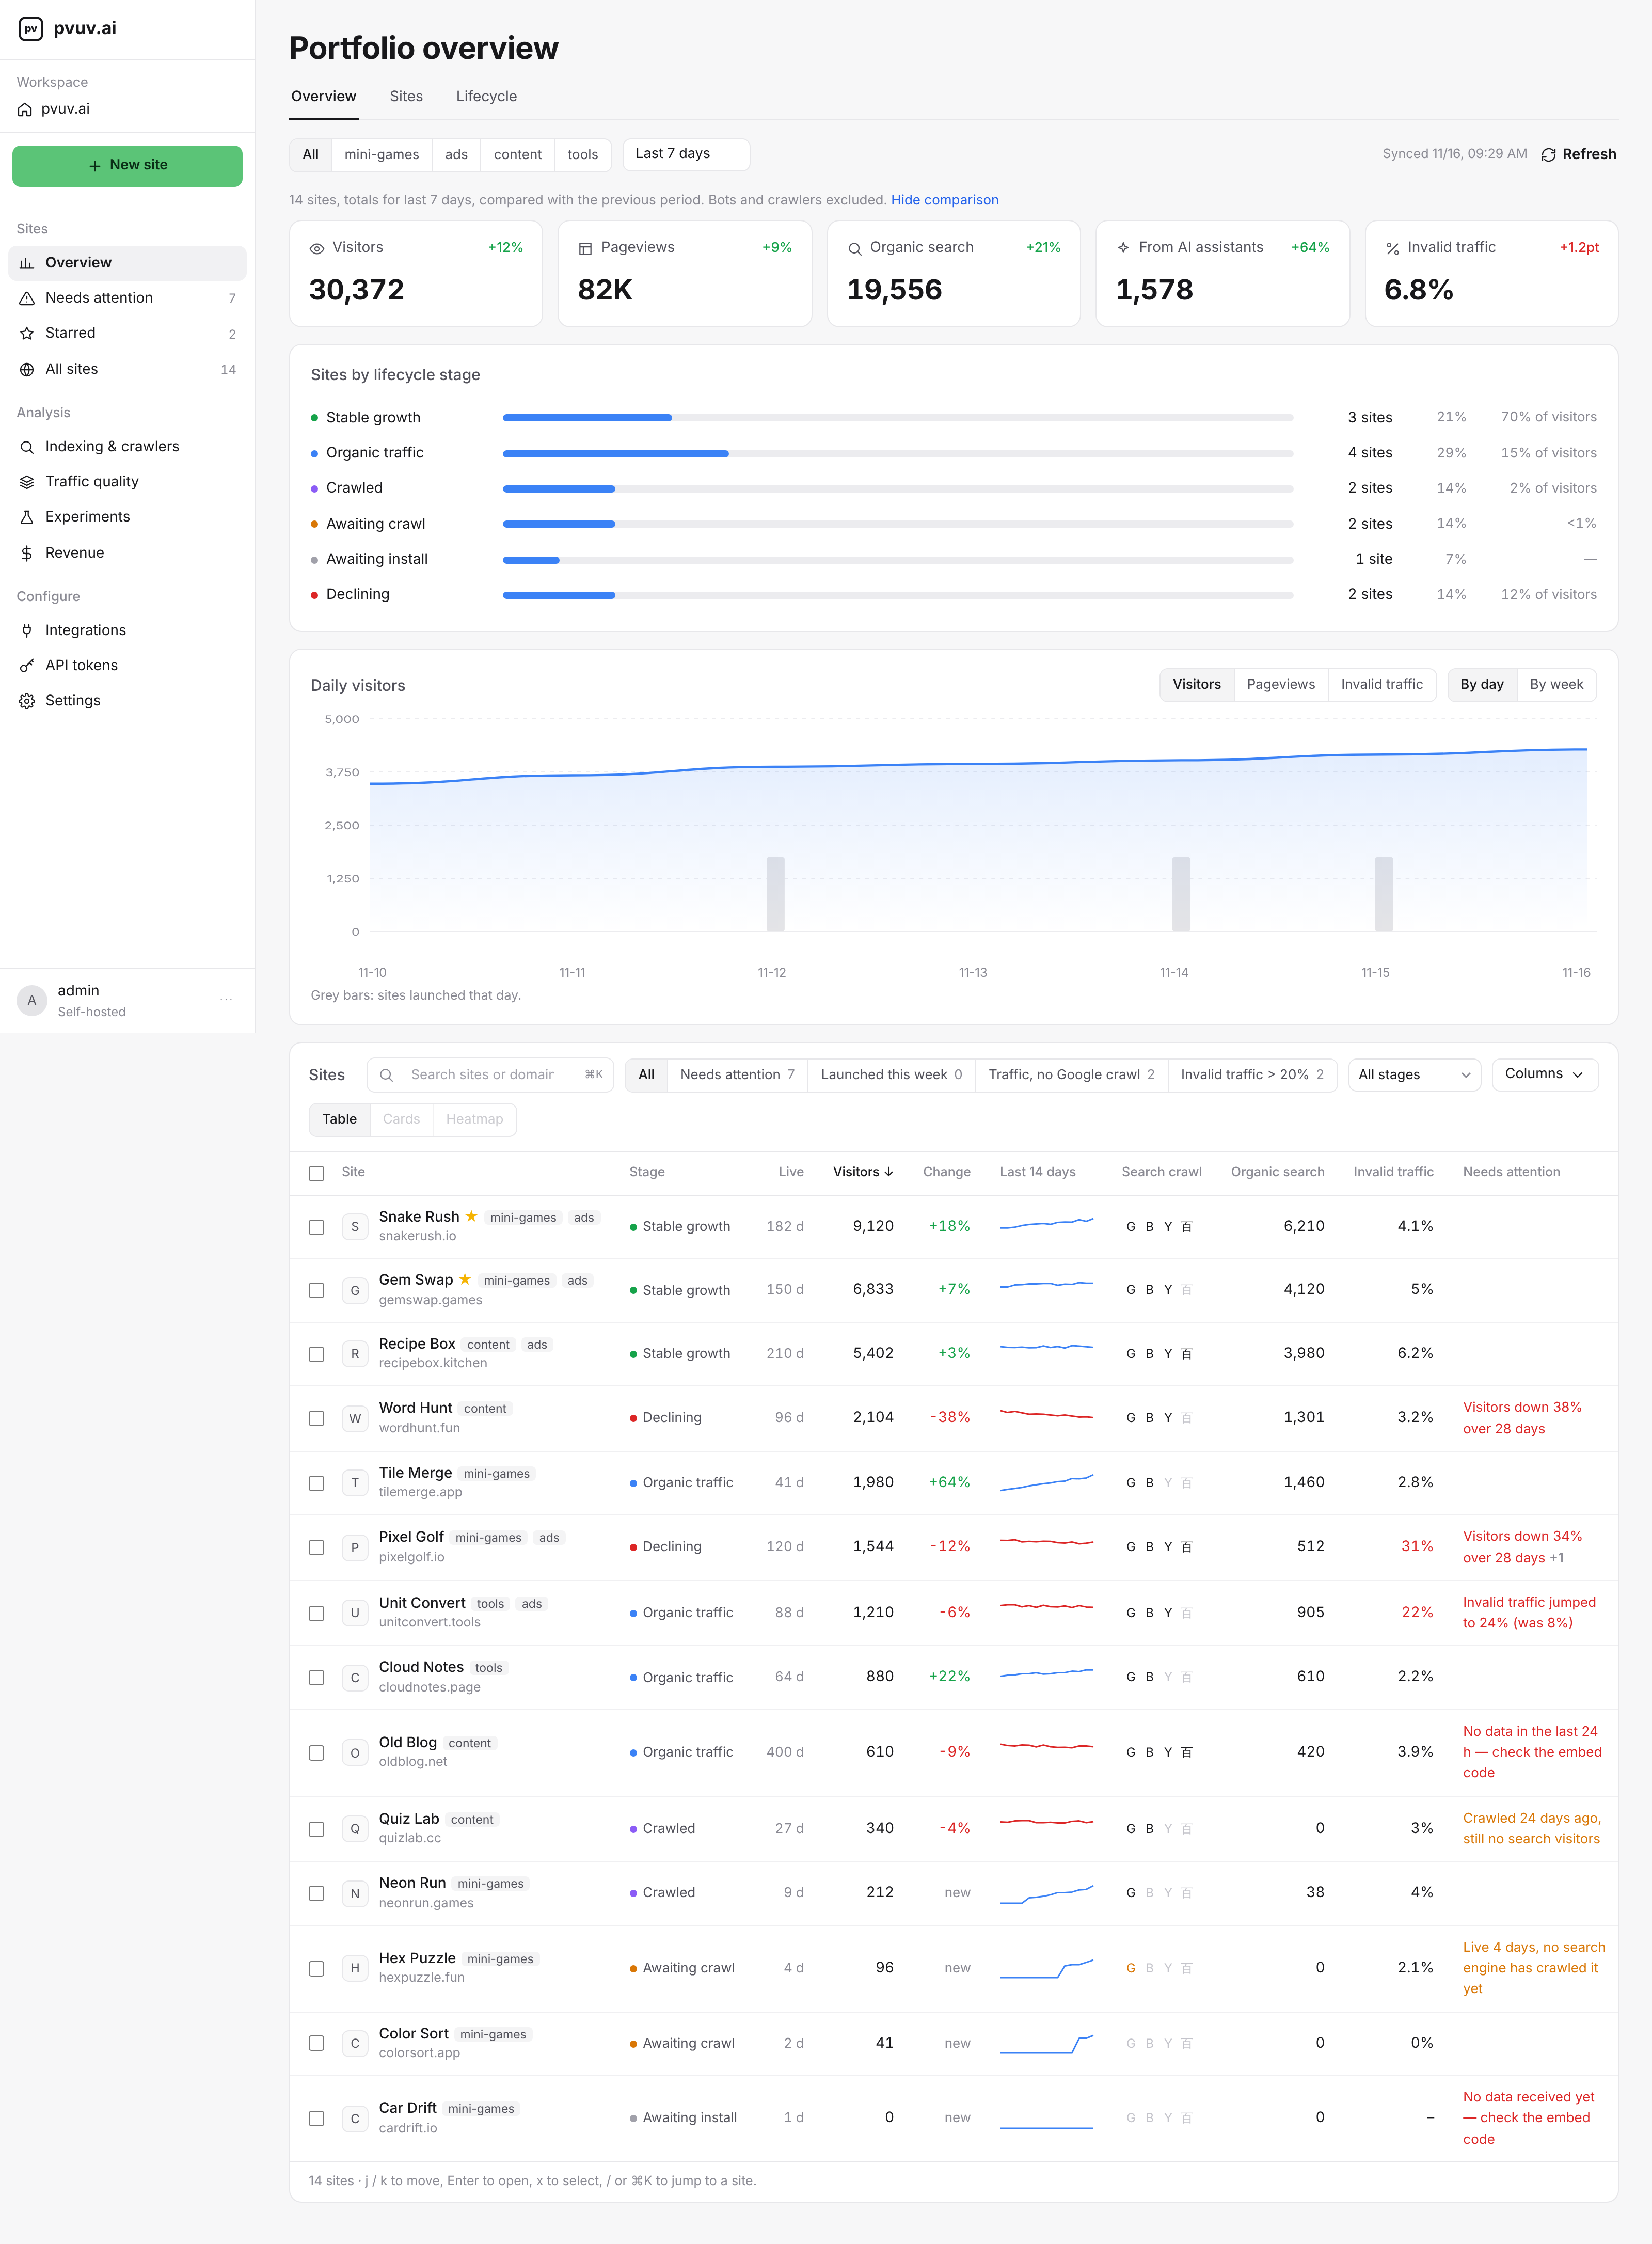 pv pvuv.ai
Workspace
pvuv.ai
+ New site
Sites
Overview
Needs attention 7
Starred 2
All sites 14
Analysis
Indexing & crawlers
Traffic quality
Experiments
Revenue
Configure
Integrations
API tokens
Settings
A admin ...
Self-hosted
Portfolio overview
Overview Sites Lifecycle
All mini-games ads content tools Last 7 days Synced 11/16, 09:29 AM Refresh
14 sites, totals for last 7 days, compared with the previous period. Bots and crawlers excluded. Hide comparison
Visitors +12%
30,372
Pageviews +9%
82K
Organic search +21%
19,556
From AI assistants +64%
1,578
Invalid traffic +1.2pt
6.8%
Sites by lifecycle stage
Stable growth 3 sites 21% 70% of visitors
Organic traffic 4 sites 29% 15% of visitors
Crawled 2 sites 14% 2% of visitors
Awaiting crawl 2 sites 14% <1%
Awaiting install 1 site 7% —
Declining 2 sites 14% 12% of visitors
Daily visitors Visitors Pageviews Invalid traffic By day By week
5,000
3,750
2,500
1,250
0
11-10 11-11 11-12 11-13 11-14 11-15 11-16
Grey bars: sites launched that day.
Sites Search sites or domain ⌘K All Needs attention 7 Launched this week 0 Traffic, no Google crawl 2 Invalid traffic > 20% 2 All stages Columns
Table Cards Heatmap
Site Stage Live Visitors ↓ Change Last 14 days Search crawl Organic search Invalid traffic Needs attention
S Snake Rush ★ mini-games ads Stable growth 182 d 9,120 +18% G B Y 百 6,210 4.1%
snakerush.io
G Gem Swap ★ mini-games ads Stable growth 150 d 6,833 +7% G B Y 百 4,120 5%
gemswap.games
R Recipe Box content ads Stable growth 210 d 5,402 +3% G B Y 百 3,980 6.2%
recipebox.kitchen
W Word Hunt content Declining 96 d 2,104 -38% G B Y 百 1,301 3.2% Visitors down 38%
wordhunt.fun over 28 days
T Tile Merge mini-games Organic traffic 41 d 1,980 +64% G B Y 百 1,460 2.8%
tilemerge.app
P Pixel Golf mini-games ads Declining 120 d 1,544 -12% G B Y 百 512 31% Visitors down 34%
pixelgolf.io over 28 days +1
U Unit Convert tools ads Organic traffic 88 d 1,210 -6% G B Y 百 905 22% Invalid traffic jumped
unitconvert.tools to 24% (was 8%)
C Cloud Notes tools Organic traffic 64 d 880 +22% G B Y 百 610 2.2%
cloudnotes.page
O Old Blog content Organic traffic 400 d 610 -9% G B Y 百 420 3.9% No data in the last 24
oldblog.net h — check the embed
code
Q Quiz Lab content Crawled 27 d 340 -4% G B Y 百 0 3% Crawled 24 days ago,
quizlab.cc still no search visitors
N Neon Run mini-games Crawled 9 d 212 new G B Y 百 38 4%
neonrun.games
H Hex Puzzle mini-games Awaiting crawl 4 d 96 new G B Y 百 0 2.1% Live 4 days, no search
hexpuzzle.fun engine has crawled it
yet
C Color Sort mini-games Awaiting crawl 2 d 41 new G B Y 百 0 0%
colorsort.app
C Car Drift mini-games Awaiting install 1 d 0 new G B Y 百 0 – No data received yet
cardrift.io — check the embed
code
14 sites · j / k to move, Enter to open, x to select, / or ⌘K to jump to a site.